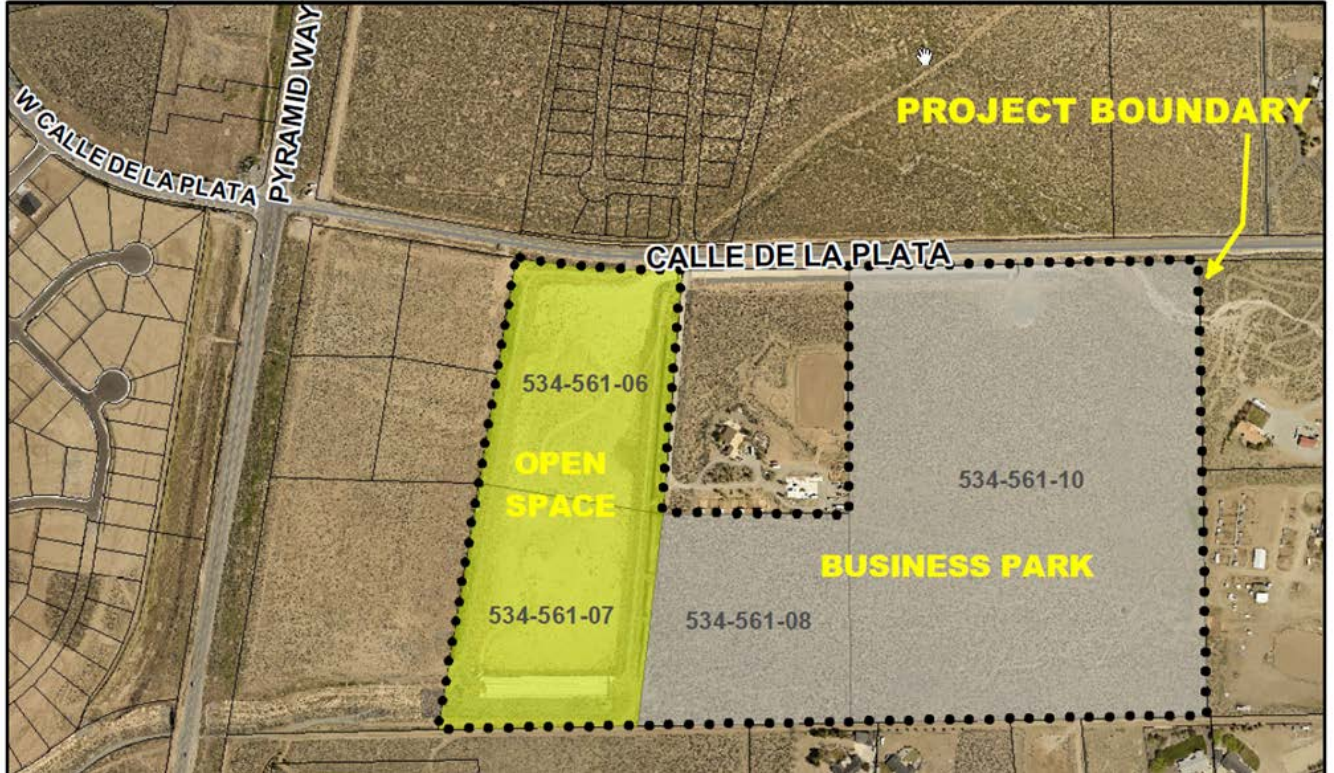 PYRAMID WAY
W CALLE DE LA PLATA
PROJECT BOUNDARY
CALLE DE LA PLATA
534-561-06
OPEN
SPACE
534-561-10
BUSINESS PARK
534-561-07
534-561-08